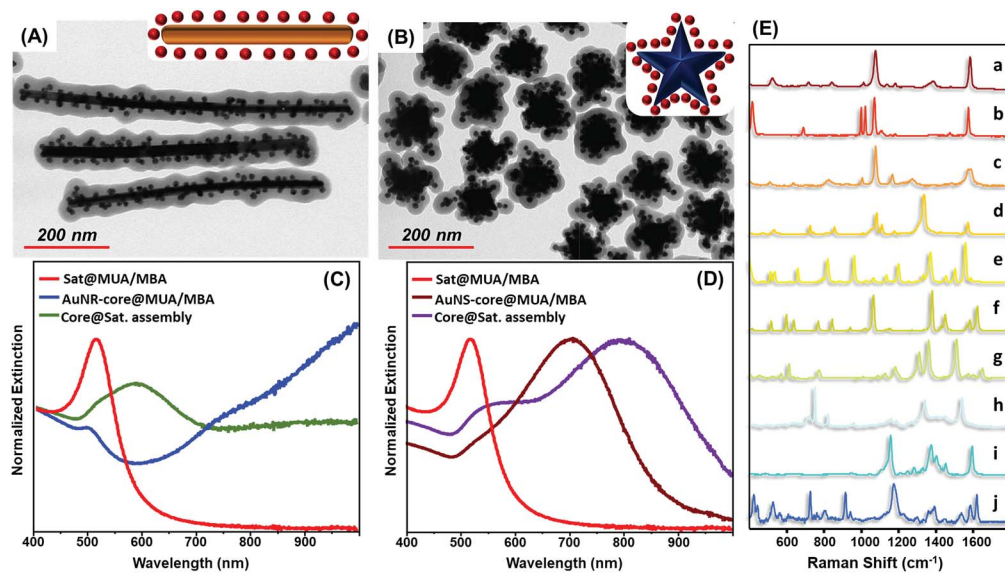 (A)
200 nm
(B)
200 nm
(C)
Sat@MUA/MBA
AuNR-core@MUA/MBA
Core@Sat. assembly
Normalized Extinction
400 500 600 700 800 900
Wavelength (nm)
(D)
Sat@MUA/MBA
AuNS-core@MUA/MBA
Core@Sat. assembly
Normalized Extinction
400 500 600 700 800 900
Wavelength (nm)
(E)
a
b
c
d
e
f
g
h
i
j
600 800 1000 1200 1400 1600
Raman Shift (cm⁻¹)